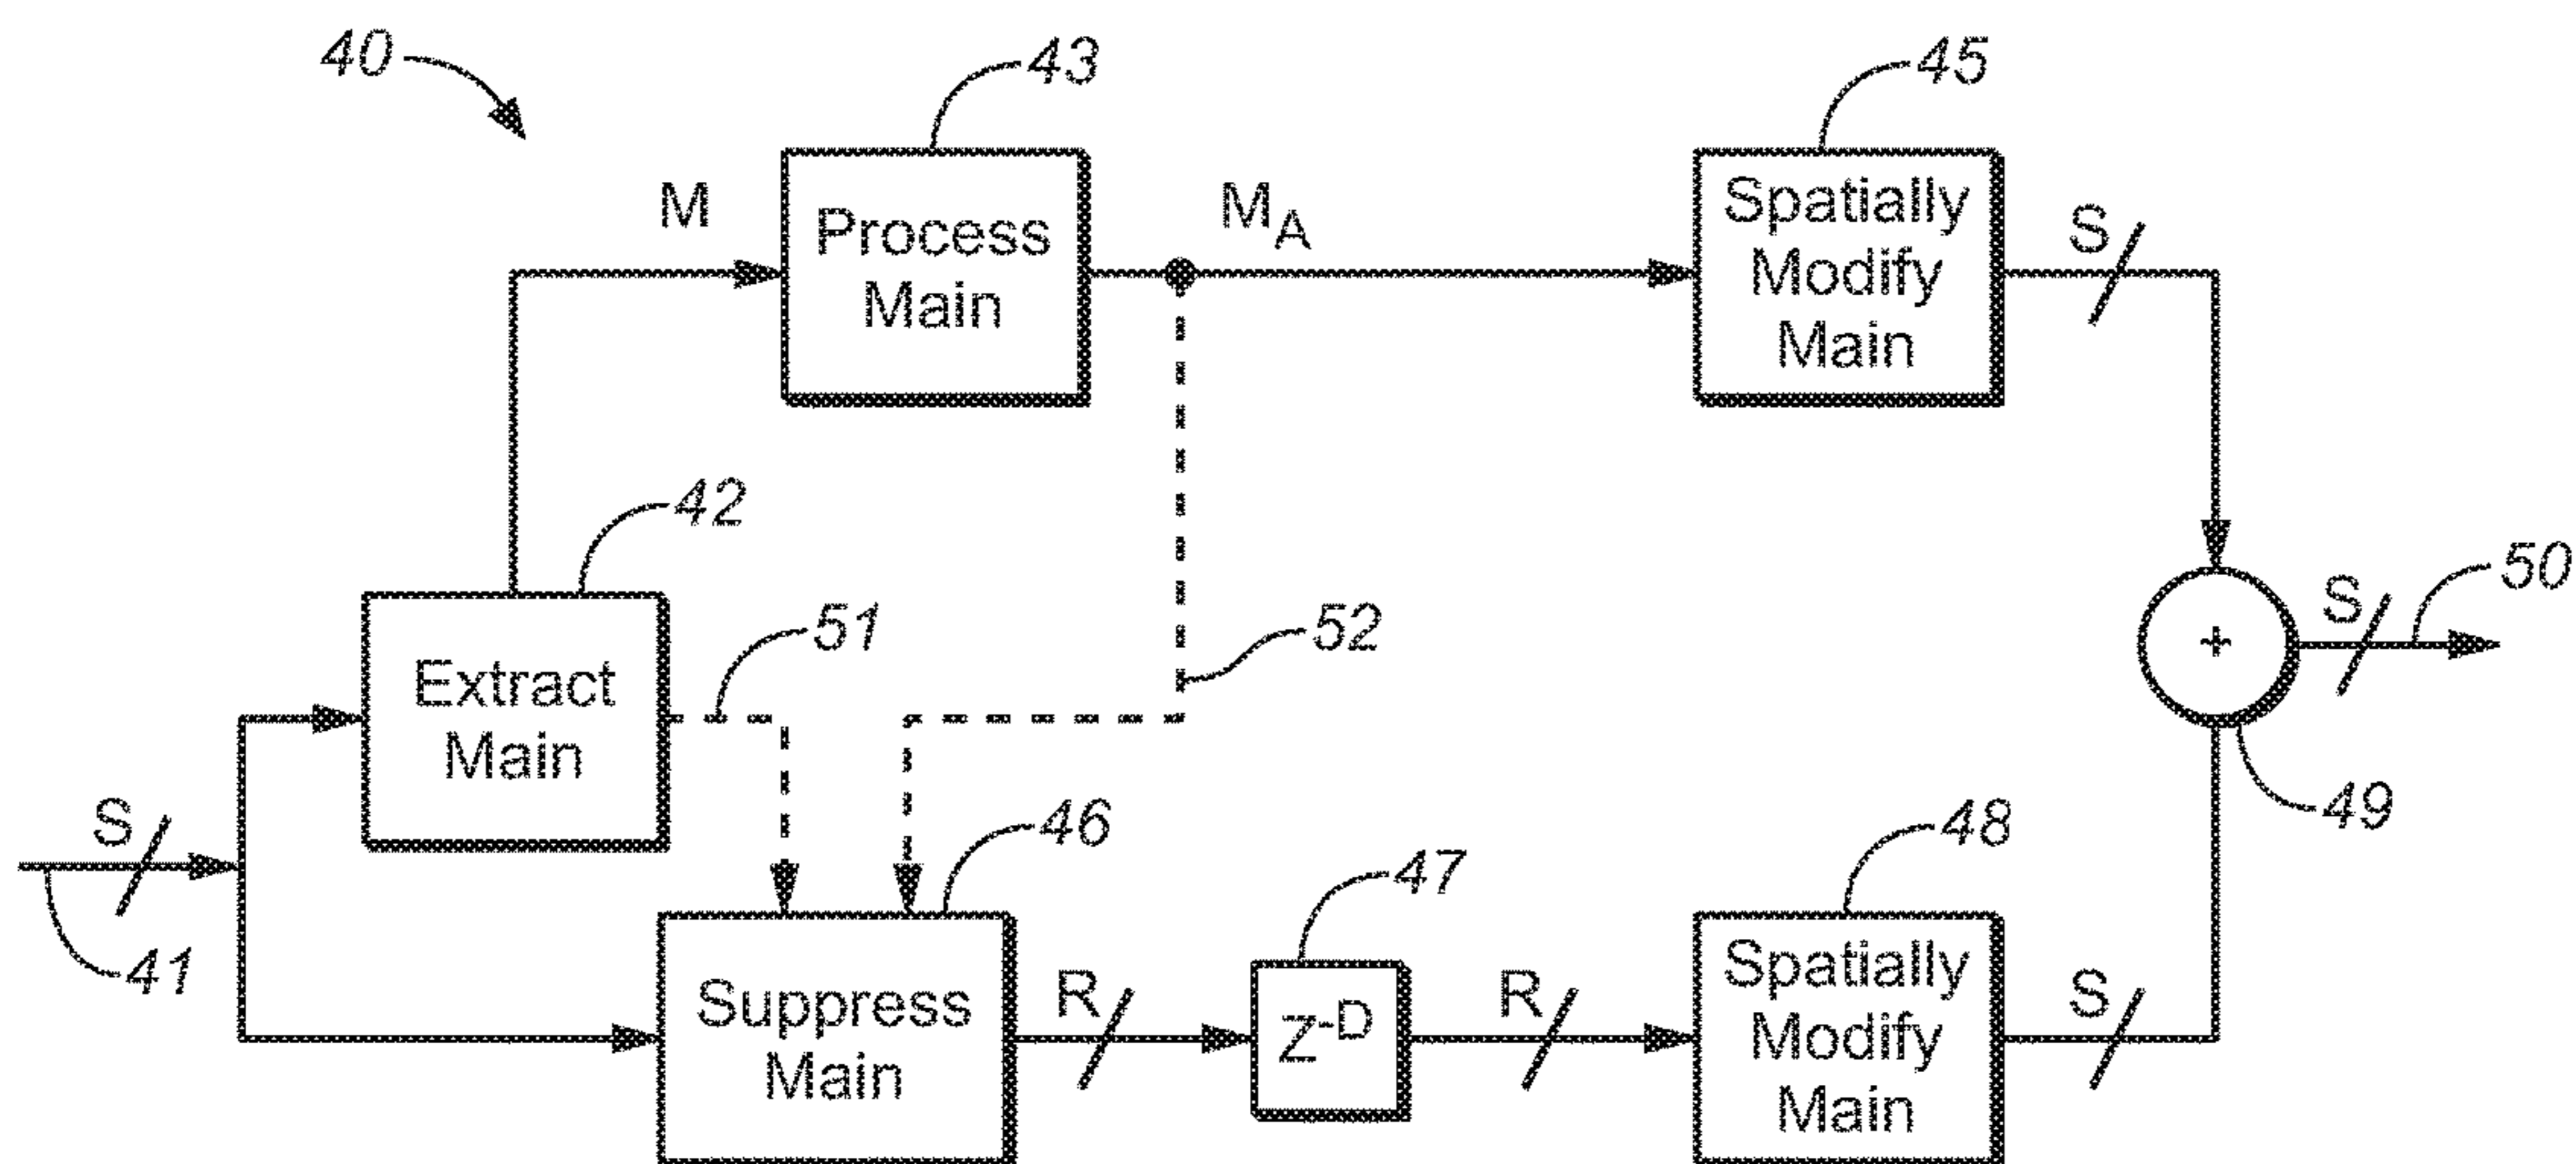 40
43
45
M
Process
Main
M_A
Spatially
Modify
Main
S
42
51
52
S
50
Extract
Main
+
S
41
46
47
48
49
Suppress
Main
R
Z^-D
R
Spatially
Modify
Main
S